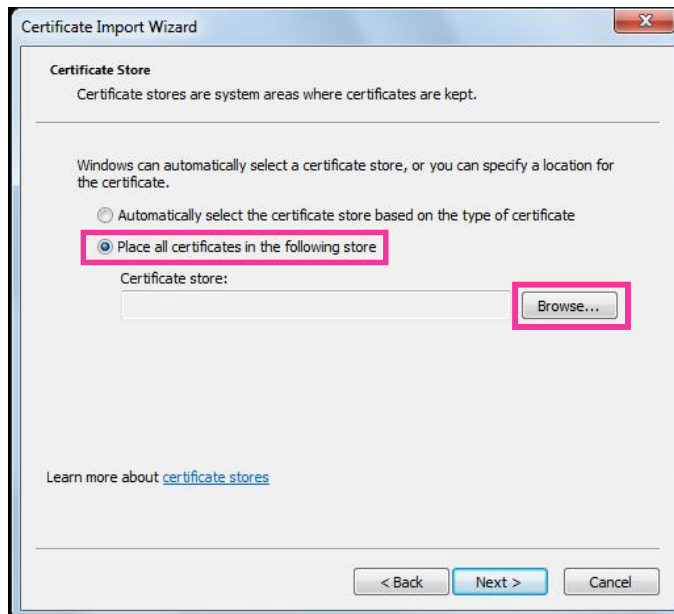 Certificate Import Wizard
Certificate Store
Certificate stores are system areas where certificates are kept.
Windows can automatically select a certificate store, or you can specify a location for
the certificate.
Automatically select the certificate store based on the type of certificate
Place all certificates in the following store
Certificate store:
Browse...
Learn more about certificate stores
< Back
Next >
Cancel